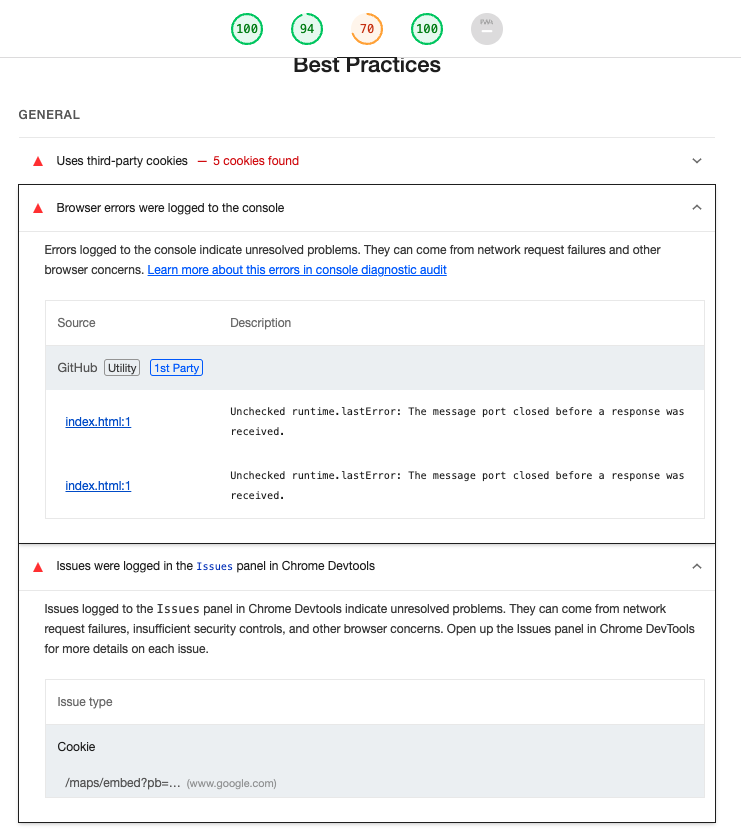 100
94
70
100
PWA
Best Practices
GENERAL
Uses third-party cookies — 5 cookies found
Browser errors were logged to the console
Errors logged to the console indicate unresolved problems. They can come from network request failures and other
browser concerns. Learn more about this errors in console diagnostic audit
Source Description
GitHub Utility 1st Party
index.html:1
Unchecked runtime.lastError: The message port closed before a response was
received.
index.html:1
Unchecked runtime.lastError: The message port closed before a response was
received.
Issues were logged in the Issues panel in Chrome Devtools
Issues logged to the Issues panel in Chrome Devtools indicate unresolved problems. They can come from network
request failures, insufficient security controls, and other browser concerns. Open up the Issues panel in Chrome DevTools
for more details on each issue.
Issue type
Cookie
/maps/embed?pb=… (www.google.com)